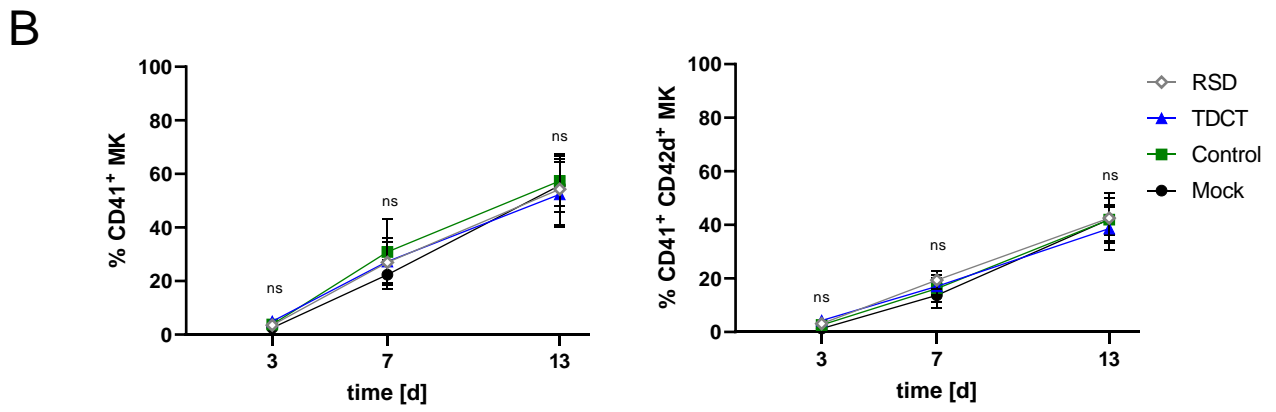 B
% CD41+ MK
100
80
60
40
20
0
ns
ns
ns
3
7
13
time [d]
% CD41+ CD42d+ MK
100
80
60
40
20
0
ns
ns
ns
3
7
13
time [d]
RSD
TDCT
Control
Mock